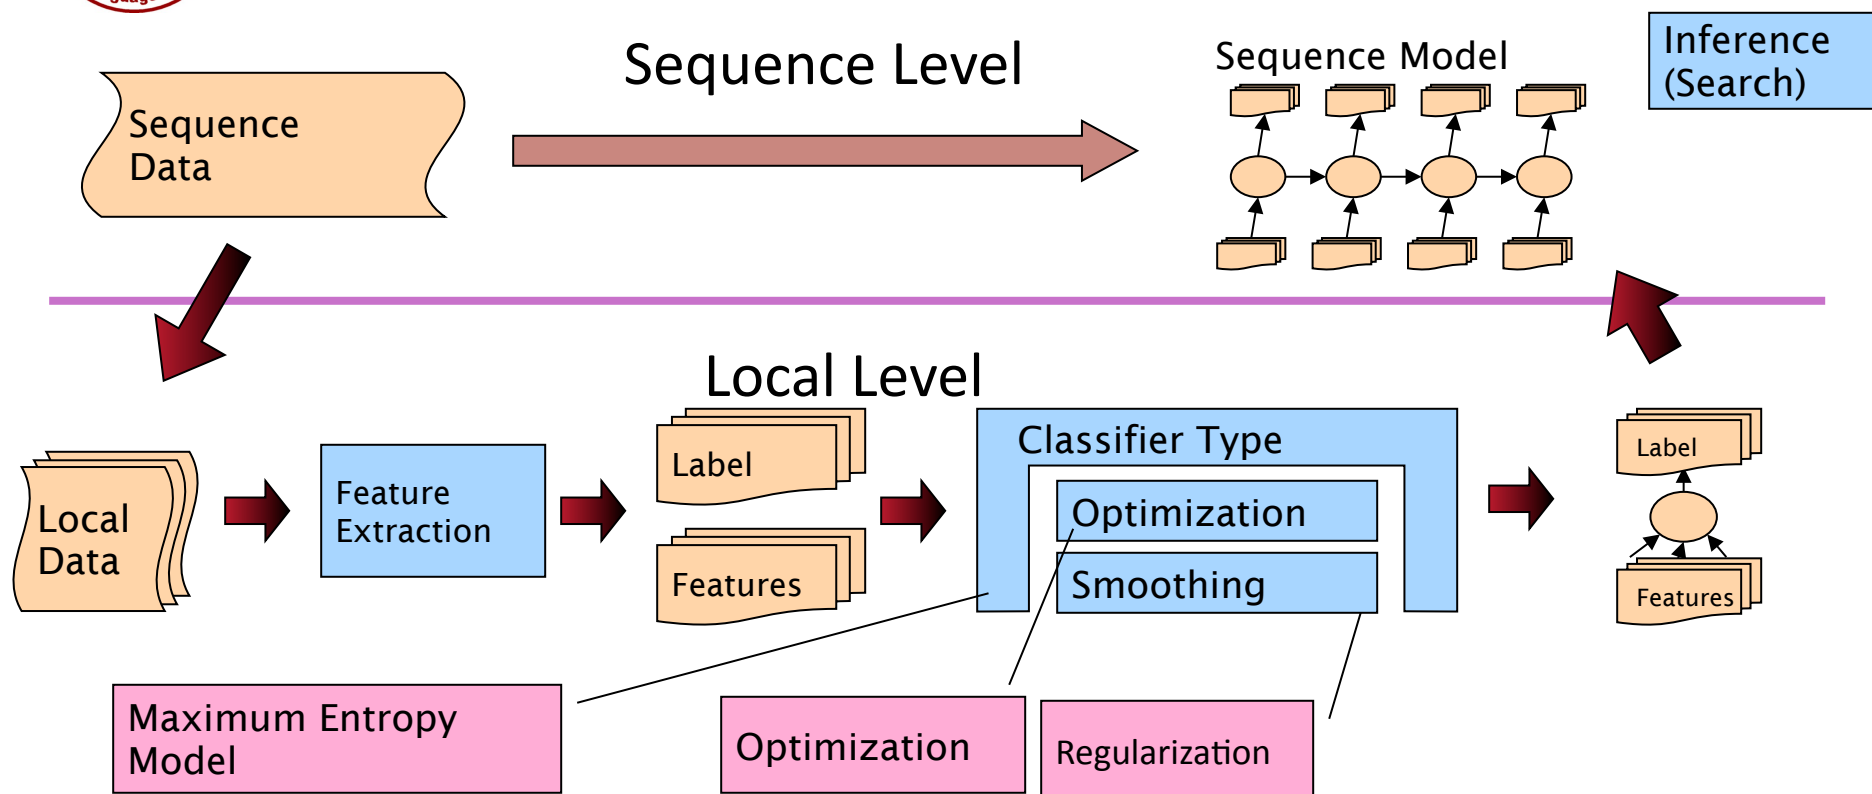 Sequence Level
Sequence Model
Inference
(Search)
Sequence
Data
Local Level
Classifier Type
Label
Label
Feature
Extraction
Local
Data
Optimization
Features
Smoothing
Features
Maximum Entropy
Model
Optimization
Regularization